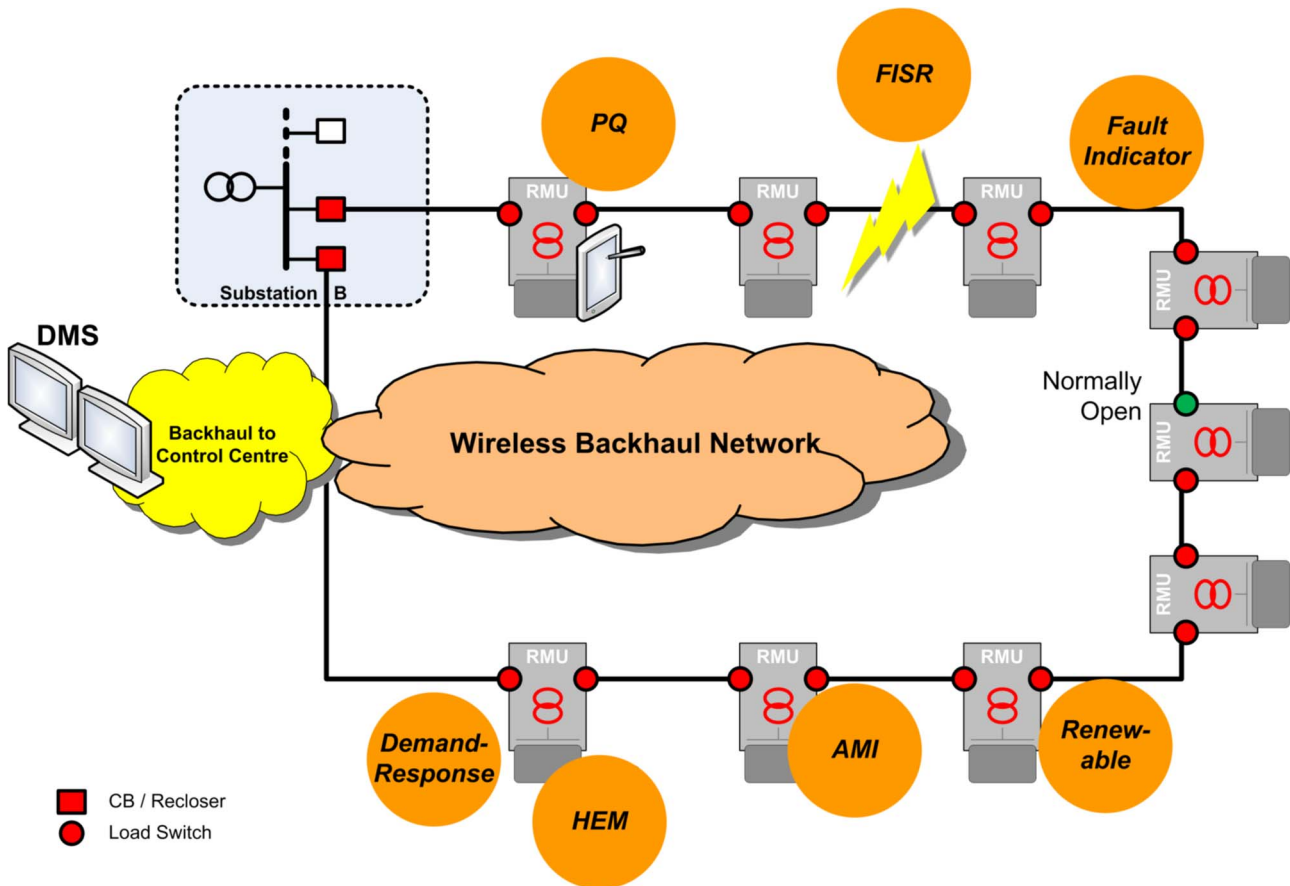 FISR
PQ
Fault
Indicator
RMU
RMU
RMU
Substation B
RMU
DMS
Normally
Open
Backhaul to
Control Centre
Wireless Backhaul Network
RMU
RMU
RMU
RMU
RMU
Demand-
Response
AMI
Renew-
able
HEM
CB / Recloser
Load Switch